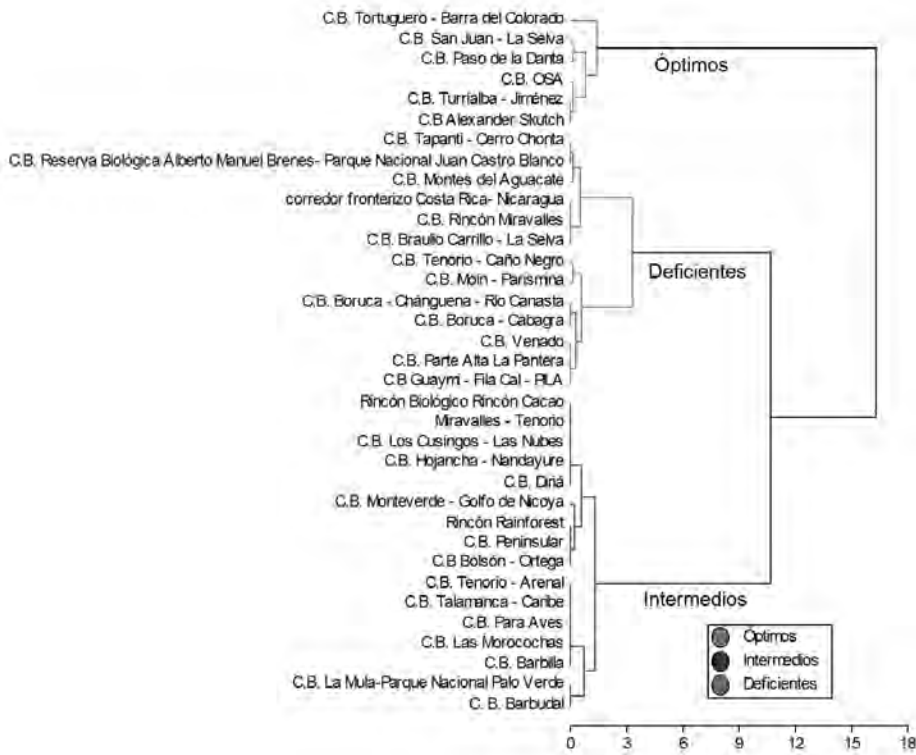 C.B. Tortuguero - Barra del Colorado
C.B. San Juan - La Selva
C.B. Paso de la Danta
C.B. OSA
C.B. Turrialba - Jiménez
C.B Alexander Skutch
C.B. Tapanti - Cerro Chonta
C.B. Reserva Biológica Alberto Manuel Brenes- Parque Nacional Juan Castro Blanco
C.B. Montes del Aguacate
corredor fronterizo Costa Rica- Nicaragua
C.B. Rincón Miravalles
C.B. Braulio Carrillo - La Selva
C.B. Tenorio - Caño Negro
C.B. Moin - Parismina
C.B. Boruca - Chánguena - Río Canasta
C.B. Boruca - Cabagra
C.B. Venado
C.B. Parte Alta La Pantera
C.B Guaymi - Fila Cal - PILA
Rincón Biológico Rincón Cacao
Miravalles - Tenorio
C.B. Los Cusingos - Las Nubes
C.B. Hojancha - Nandayure
C.B. Diriá
C.B. Monteverde - Golfo de Nicoya
Rincón Rainforest
C.B. Peninsular
C.B Bolsón - Ortega
C.B. Tenorio - Arenal
C.B. Talamanca - Caribe
C.B. Para Aves
C.B. Las Morocochas
C.B. Barbilla
C.B. La Mula-Parque Nacional Palo Verde
C. B. Barbudal
Óptimos
Deficientes
Intermedios
Óptimos
Intermedios
Deficientes
0 3 6 9 12 15 18